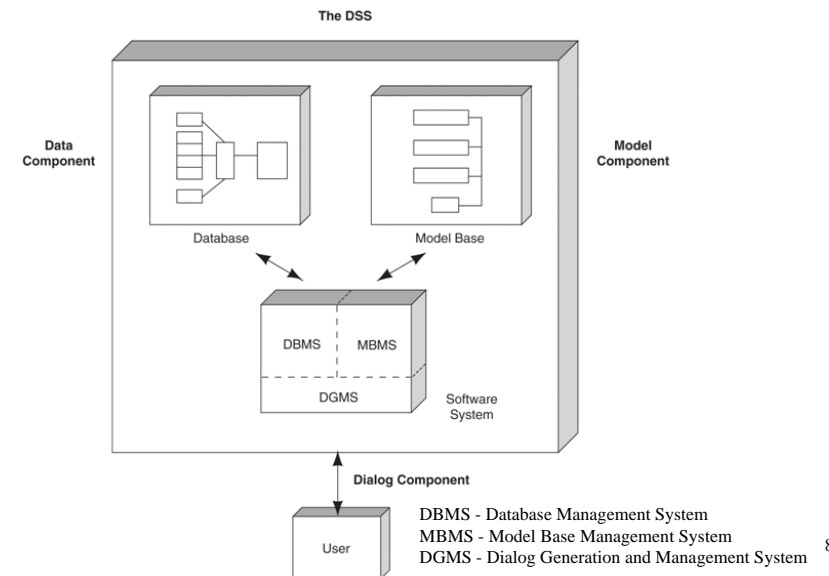 The DSS
Data
Component
Model
Component
Database
Model Base
DBMS
MBMS
DGMS
Software
System
Dialog Component
User
DBMS - Database Management System
MBMS - Model Base Management System
DGMS - Dialog Generation and Management System
8